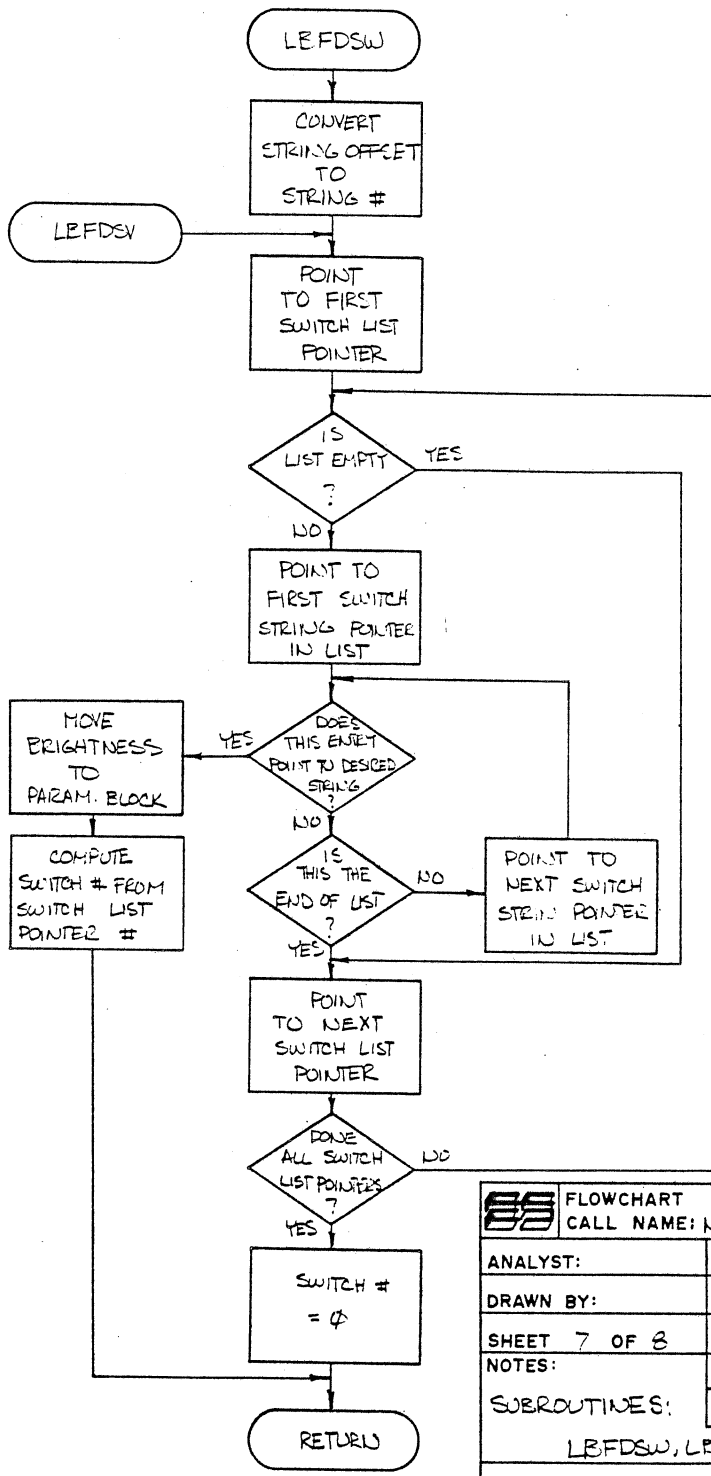 LBFDSW
CONVERT
STRING OFFSET
TO
STRING #
LBFDSV
POINT
TO FIRST
SWITCH LIST
POINTER
IS
LIST EMPTY
?
YES
NO
POINT TO
FIRST SWITCH
STRING POINTER
IN LIST
MOVE
BRIGHTNESS
TO
PARAM. BLOCK
YES
DOES
THIS ENTRY
POINT TO DESIRED
STRING
?
NO
COMPUTE
SWITCH # FROM
SWITCH LIST
POINTER #
IS
THIS THE
END OF LIST
?
NO
YES
POINT TO
NEXT SWITCH
STRIN POINTER
IN LIST
POINT
TO NEXT
SWITCH LIST
POINTER
DONE
ALL SWITCH
LIST POINTERS
?
NO
YES
SWITCH #
= Ø
RETURN
FLOWCHART
CALL NAME:
ANALYST:
DRAWN BY:
SHEET 7 OF 8
NOTES:
SUBROUTINES:
LBFDSW, LB